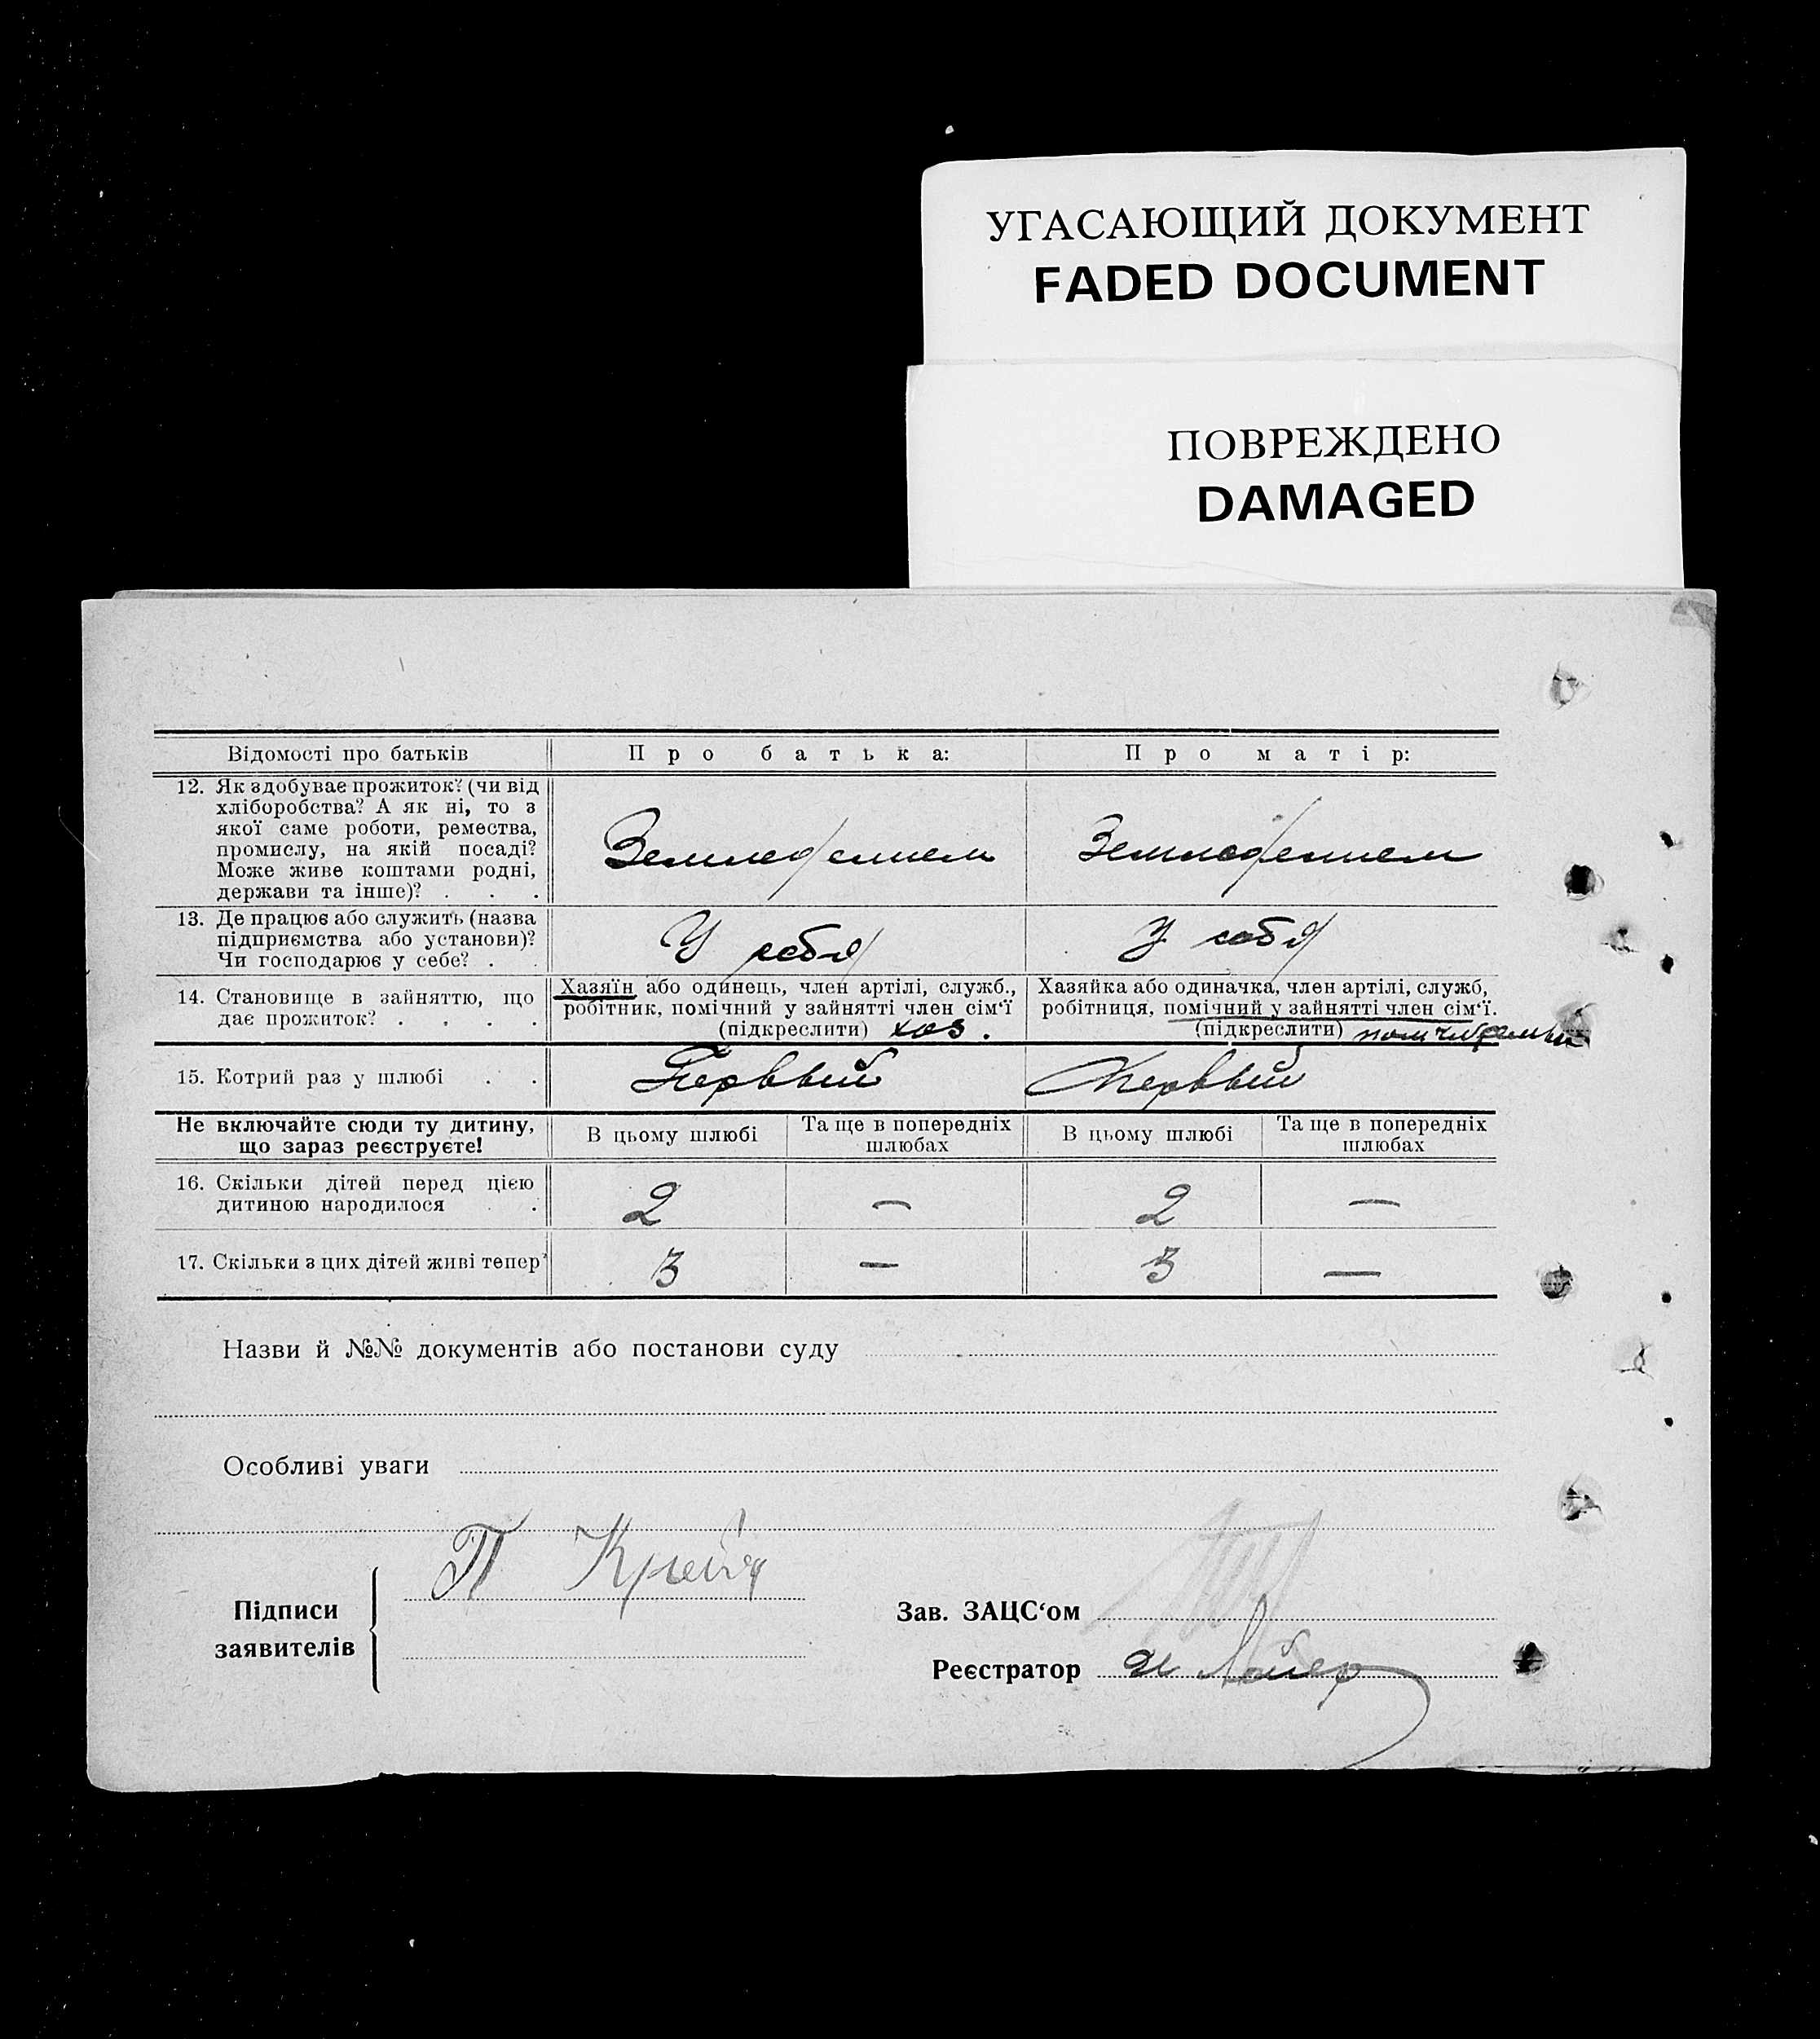 УГАСАЮЩИЙ ДОКУМЕНТ
FADED DOCUMENT
ПОВРЕЖДЕНО
DAMAGED
Відомості про батьків Про батька: Про матір:
12. Як здобуває прожиток? (чи від
хліборобства? А як ні, то з
якої саме роботи, ремества,
промислу, на якій посаді?
Може живе коштами родні,
держави та інше)? . . .
Земледелием Земледелием
13. Де працює або служить (назва
підприємства або установи)?
Чи господарює у себе? . .
У себя У себя
14. Становище в зайняттю, що
дає прожиток? . . . .
Хазяїн або одинець, член артілі, служб.,
робітник, помічний у зайнятті член сім'ї
(підкреслити) хоз.
Хазяйка або одиначка, член артілі, служб,
робітниця, помічний у зайнятті член сім'ї.
(підкреслити) пом член семьи
15. Котрий раз у шлюбі . . Первый Первый
Не включайте сюди ту дитину,
що зараз реєструєте!
В цьому шлюбі Та ще в попередніх
шлюбах
В цьому шлюбі Та ще в попередніх
шлюбах
16. Скільки дітей перед цією
дитиною народилося . .
2 — 2 —
17. Скільки з цих дітей живі тепер? 3 — 3 —
Назви й №№ документів або постанови суду
Особливі уваги
Підписи
заявителів
П
Зав. ЗАЦС'ом
Реєстратор